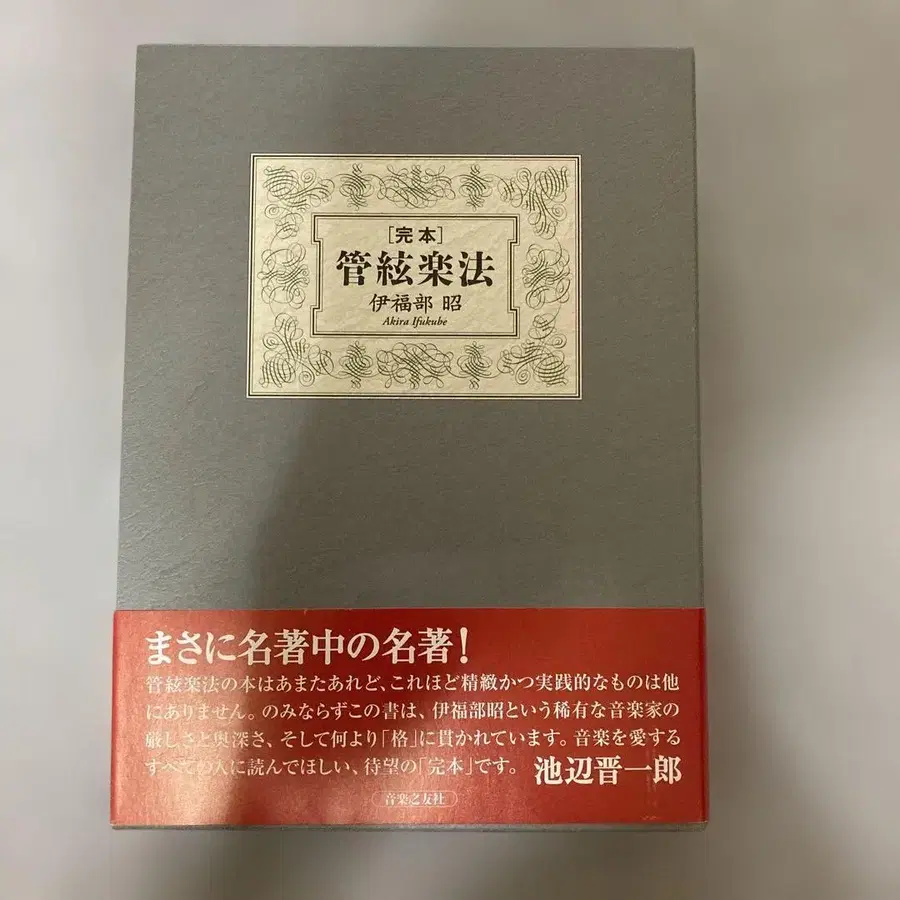 ［完本］
管絃楽法
伊福部 昭
Akira Ifukube
まさに名著中の名著！
管絃楽法の本はあまたあれど、これほど精緻かつ実践的なものは他
にありません。のみならずこの書は、伊福部昭という稀有な音楽家の
厳しさと奥深さ、そして何より「格」に貫かれています。音楽を愛する
すべての人に読んでほしい、待望の「完本」です。 池辺晋一郎
音楽之友社